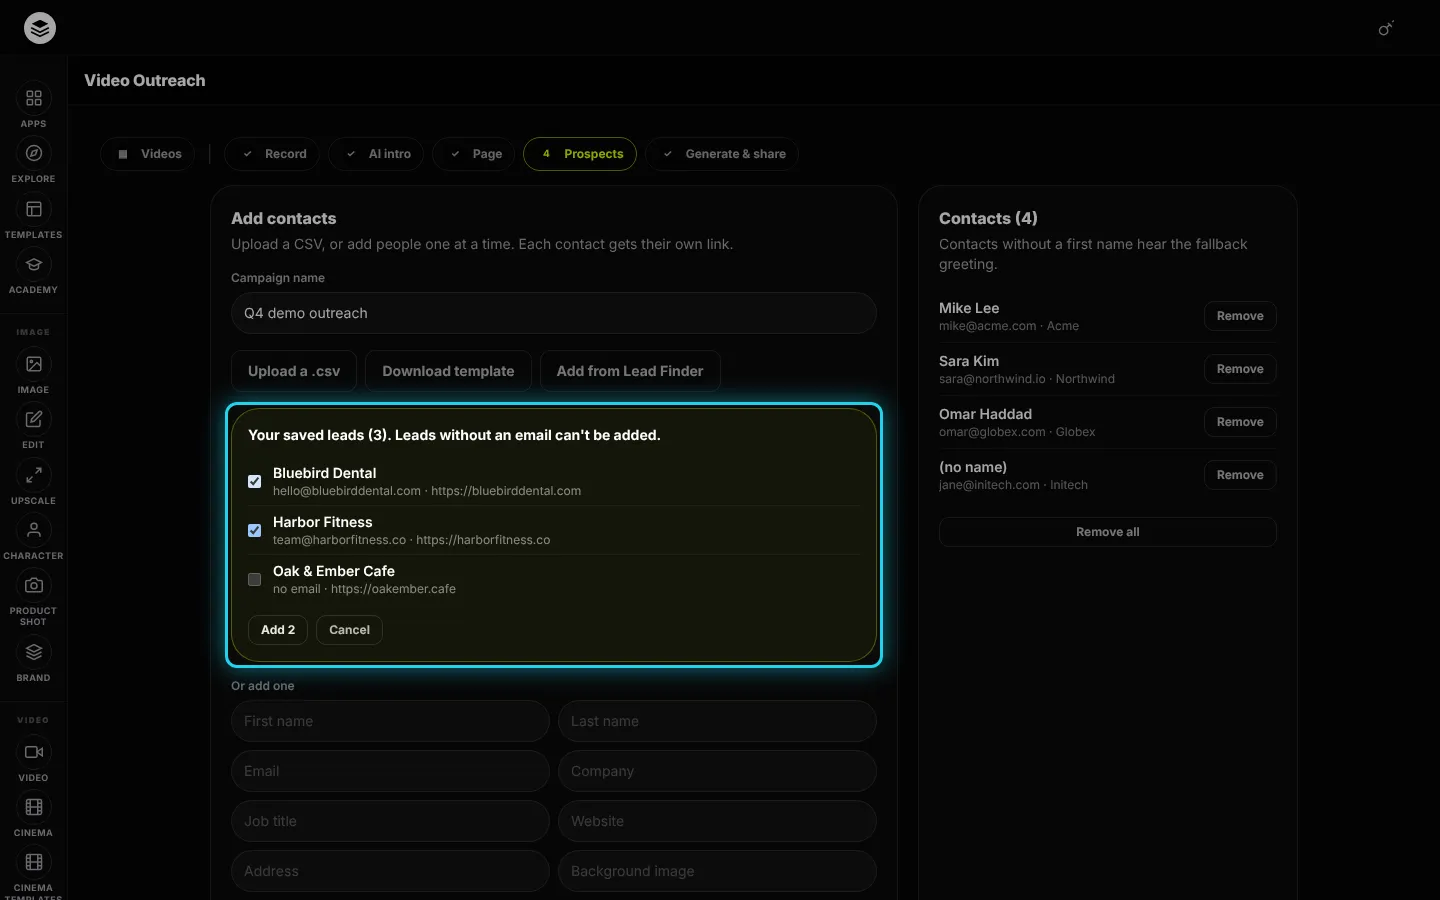 Video Outreach
APPS
EXPLORE
TEMPLATES
ACADEMY
IMAGE
IMAGE
EDIT
UPSCALE
CHARACTER
PRODUCT
SHOT
BRAND
VIDEO
VIDEO
CINEMA
CINEMA
TEMPLATES
Videos
Record
AI intro
Page
4 Prospects
Generate & share
Add contacts
Upload a CSV, or add people one at a time. Each contact gets their own link.
Campaign name
Q4 demo outreach
Upload a .csv
Download template
Add from Lead Finder
Your saved leads (3). Leads without an email can't be added.
Bluebird Dental
hello@bluebirddental.com · https://bluebirddental.com
Harbor Fitness
team@harborfitness.co · https://harborfitness.co
Oak & Ember Cafe
no email · https://oakember.cafe
Add 2
Cancel
Or add one
First name
Last name
Email
Company
Job title
Website
Address
Background image
Contacts (4)
Contacts without a first name hear the fallback
greeting.
Mike Lee
mike@acme.com · Acme
Remove
Sara Kim
sara@northwind.io · Northwind
Remove
Omar Haddad
omar@globex.com · Globex
Remove
(no name)
jane@initech.com · Initech
Remove
Remove all